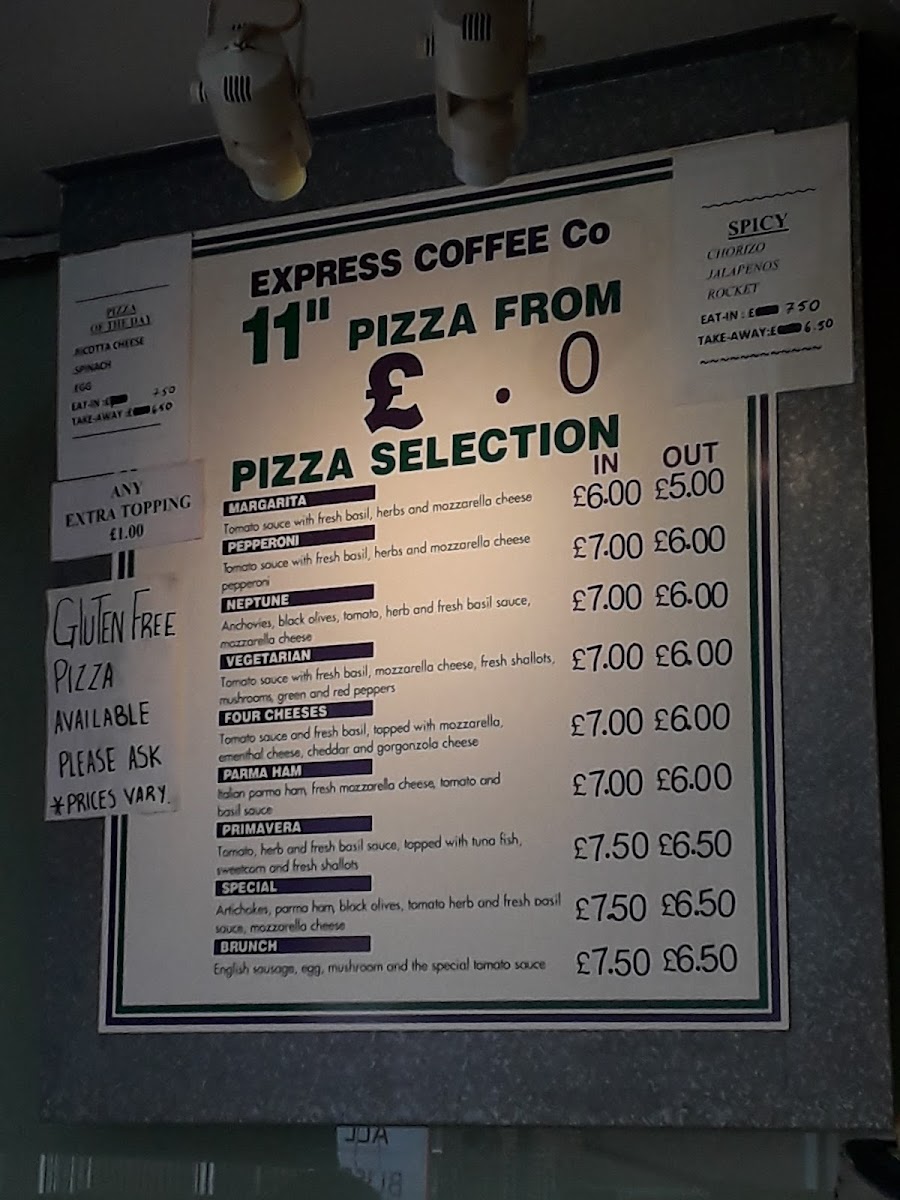 EXPRESS COFFEE Co
11" PIZZA FROM
£ . 0
PIZZA SELECTION
IN OUT
MARGARITA
Tomato sauce with fresh basil, herbs and mozzarella cheese
£6.00 £5.00
PEPPERONI
Tomato sauce with fresh basil, herbs and mozzarella cheese
pepperoni
£7.00 £6.00
NEPTUNE
Anchovies, black olives, tomato, herb and fresh basil sauce,
mozzarella cheese
£7.00 £6.00
VEGETARIAN
Tomato sauce with fresh basil, mozzarella cheese, fresh shallots,
mushrooms, green and red peppers
£7.00 £6.00
FOUR CHEESES
Tomato sauce and fresh basil, topped with mozzarella,
ementhal cheese, cheddar and gorgonzola cheese
£7.00 £6.00
PARMA HAM
Italian parma ham, fresh mozzarella cheese, tomato and
basil sauce
£7.00 £6.00
PRIMAVERA
Tomato, herb and fresh basil sauce, topped with tuna fish,
sweetcorn and fresh shallots
£7.50 £6.50
SPECIAL
Artichokes, parma ham, black olives, tomato herb and fresh basil
sauce, mozzarella cheese
£7.50 £6.50
BRUNCH
English sausage, egg, mushroom and the special tomato sauce
£7.50 £6.50
PIZZA
OF THE DAY
RICOTTA CHEESE
SPINACH
EGG
EAT-IN :£ 750
TAKE-AWAY :£ 6.50
ANY
EXTRA TOPPING
£1.00
GLUTEN FREE
PIZZA
AVAILABLE
PLEASE ASK
*PRICES VARY.
SPICY
CHORIZO
JALAPENOS
ROCKET
EAT-IN : £ 750
TAKE-AWAY:£ 6.50